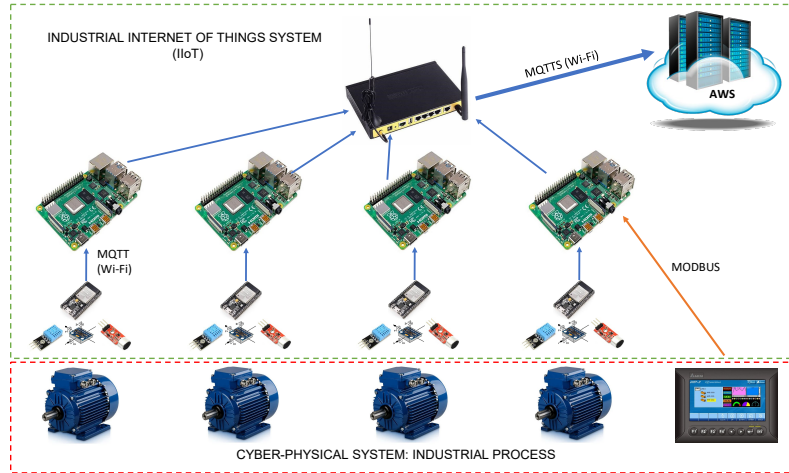 INDUSTRIAL INTERNET OF THINGS SYSTEM
(IIoT)
MQTTS (Wi-Fi)
AWS
MQTT
(Wi-Fi)
MODBUS
CYBER-PHYSICAL SYSTEM: INDUSTRIAL PROCESS